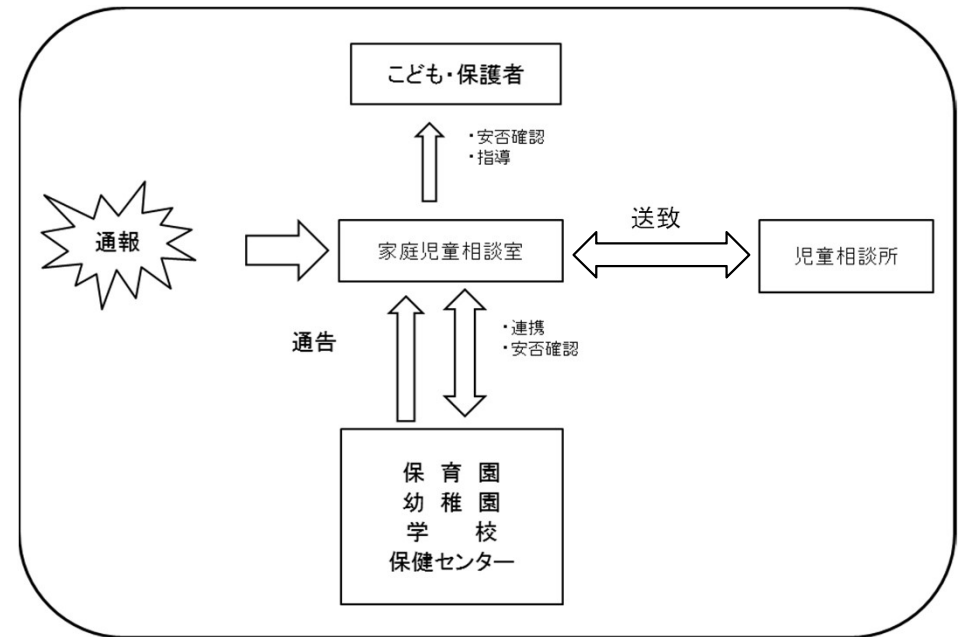 こども・保護者
・安否確認
・指導
通報
家庭児童相談室
送致
児童相談所
通告
・連携
・安否確認
保 育 園
幼 稚 園
学 校
保健センター